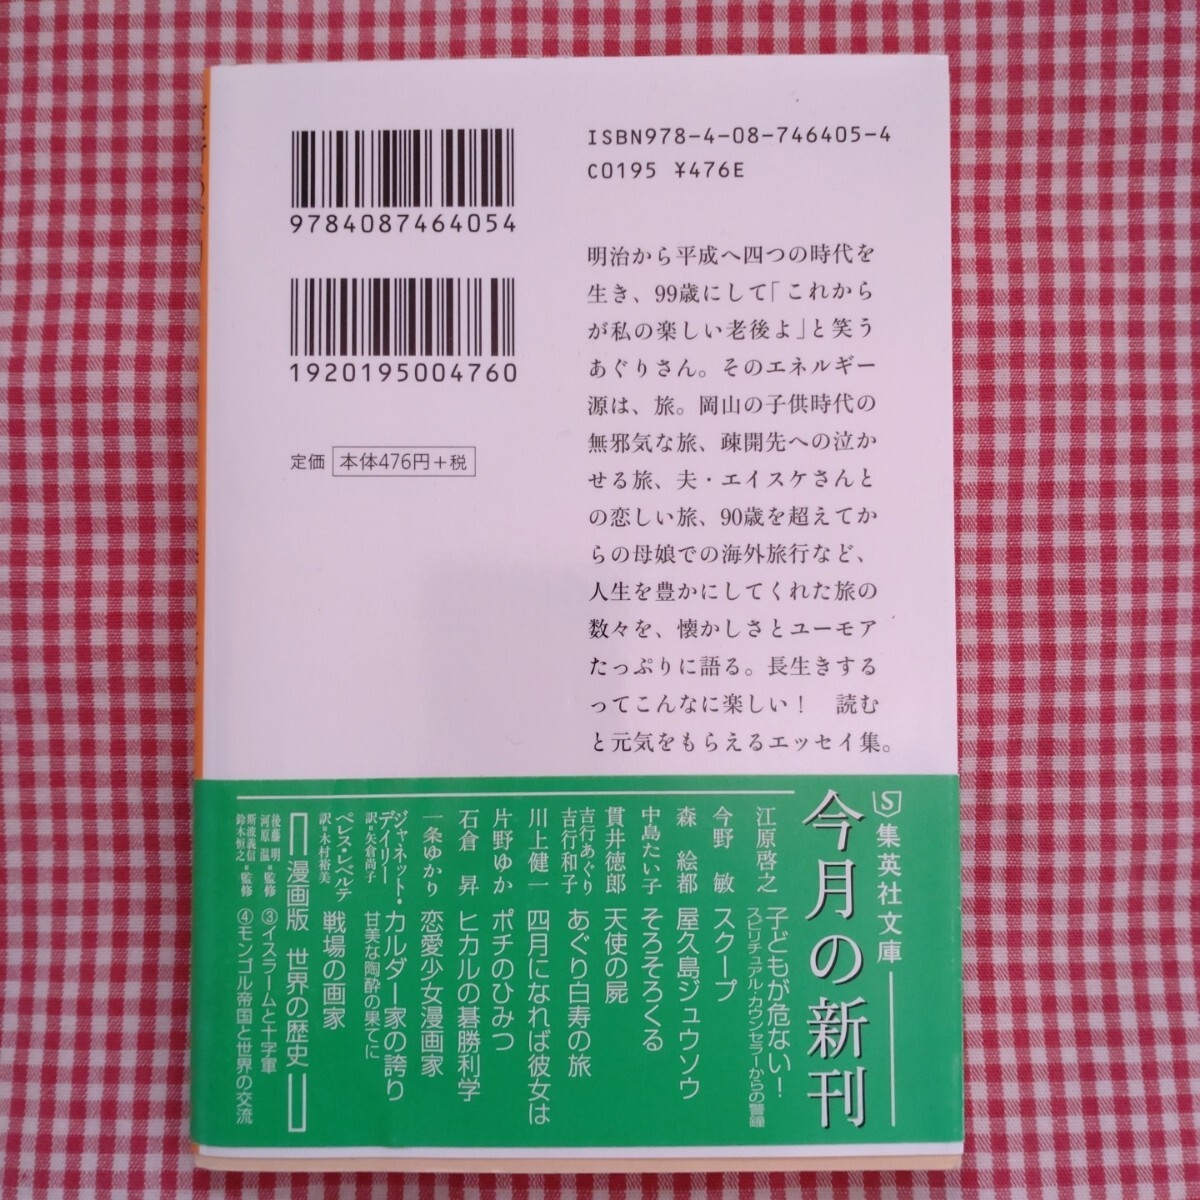 ISBN978-4-08-746405-4
C0195 ¥476E
9784087464054
1920195004760
定価 本体476円+税
明治から平成へ四つの時代を
生き、99歳にして「これから
が私の楽しい老後よ」と笑う
あぐりさん。そのエネルギー
源は、旅。岡山の子供時代の
無邪気な旅、疎開先への泣か
せる旅、夫・エイスケさんと
の恋しい旅、90歳を超えてか
らの母娘での海外旅行など、
人生を豊かにしてくれた旅の
数々を、懐かしさとユーモア
たっぷりに語る。長生きする
ってこんなに楽しい! 読む
と元気をもらえるエッセイ集。
S 集英社文庫
今月の新刊
江原啓之 子どもが危ない!
スピリチュアル・カウンセラーからの警鐘
今野 敏 スクープ
森 絵都 屋久島ジュウソウ
中島たい子 そろそろくる
貫井徳郎 天使の屍
吉行あぐり
吉行和子 あぐり白寿の旅
川上健一 四月になれば彼女は
片野ゆか ポチのひみつ
石倉 昇 ヒカルの碁勝利学
一条ゆかり 恋愛少女漫画家
ジャネット・
デイリー カルダー家の誇り
訳=矢倉尚子 甘美な陶酔の果てに
ペレス・レベルテ 戦場の画家
訳=木村裕美
漫画版 世界の歴史
後藤 明
河原 温=監修 ③イスラームと十字軍
斯波義信
鈴木恒之=監修 ④モンゴル帝国と世界の交流